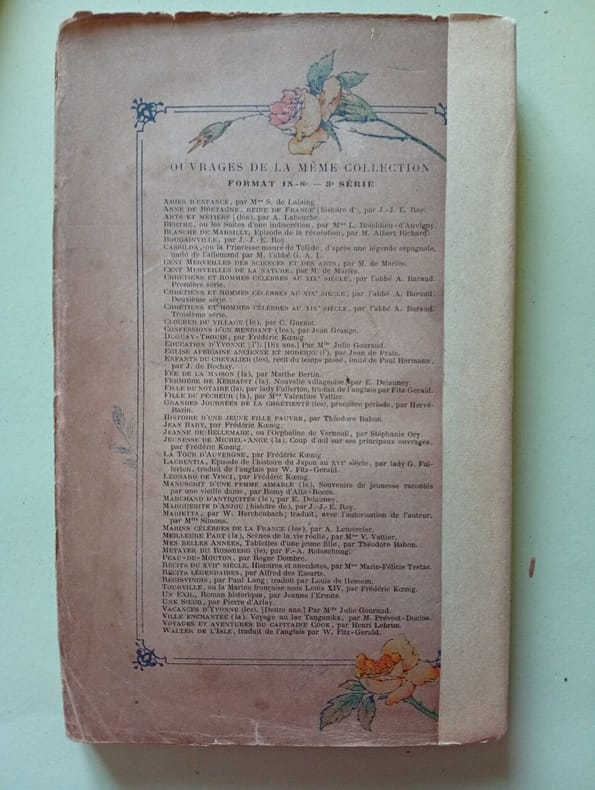 OUVRAGES DE LA MÊME COLLECTION
FORMAT IN-8º — 3e SÉRIE
AMIES D'ENFANCE, par Mme S. de Lalaing.
ANNE DE BRETAGNE, REINE DE FRANCE (histoire d'), par J.-J. E. Roy.
ARTS ET MÉTIERS (les), par A. Labouche.
BERTHE, ou les Suites d'une indiscrétion, par Mme L. Boieldieu-d'Auvigny.
BLANCHE DE MARSILLY, Episode de la révolution, par M. Albert Richard.
BOUGAINVILLE, par J.-J. E. Roy.
CASSILDA, ou la Princesse maure de Tolède, d'après une légende espagnole,
imité de l'allemand par M. l'abbé G. A. L.
CENT MERVEILLES DES SCIENCES ET DES ARTS, par M. de Marlès.
CENT MERVEILLES DE LA NATURE, par M. de Marlès.
CHRÉTIENS ET HOMMES CÉLÈBRES AU XIXe SIÈCLE, par l'abbé A. Baraud.
Première série.
CHRÉTIENS ET HOMMES CÉLÈBRES AU XIXe SIÈCLE, par l'abbé A. Baraud.
Deuxième série.
CHRÉTIENS ET HOMMES CÉLÈBRES AU XIXe SIÈCLE, par l'abbé A. Baraud.
Troisième série.
CLOCHER DU VILLAGE (le), par C. Guenot.
CONFESSIONS D'UN MENDIANT (les), par Jean Grange.
DUGUAY-TROUIN, par Frédéric Kœnig.
EDUCATION D'YVONNE (l'). [Dix ans.] Par Mlle Julie Gouraud.
EGLISE AFRICAINE ANCIENNE ET MODERNE (l'), par Jean de Prats.
ENFANTS DU CHEVALIER (les), récit du temps passé, imité de Paul Hermann,
par J. de Rochay.
FÉE DE LA MAISON (la), par Marthe Bertin.
FERMIÈRE DE KERSAINT (la). Nouvelle villageoise, par E. Delauney.
FILLE DU NOTAIRE (la), par lady Fullerton, traduit de l'anglais par Fitz-Gerald.
FILLE DU PÊCHEUR (la), par Mme Valentine Vattier.
GRANDES JOURNÉES DE LA CHRÉTIENTÉ (les), première période, par Hervé-
Bazin.
HISTOIRE D'UNE JEUNE FILLE PAUVRE, par Théodore Bahon.
JEAN BART, par Frédéric Kœnig.
JEANNE DE BELLEMARE, ou l'Orpheline de Verneuil, par Stéphanie Ory.
JEUNESSE DE MICHEL-ANGE (la), Coup d'œil sur ses principaux ouvrages,
par Frédéric Kœnig.
LA TOUR D'AUVERGNE, par Frédéric Kœnig.
LAURENTIA, Episode de l'histoire du Japon au XVIe siècle, par lady G. Ful-
lerton, traduit de l'anglais par W. Fitz-Gerald.
LÉONARD DE VINCI, par Frédéric Kœnig.
MANUSCRIT D'UNE FEMME AIMABLE (le), Souvenirs de jeunesse racontés
par une vieille dame, par Romy d'Alta-Rocca.
MARCHAND D'ANTIQUITÉS (le), par E. Delauney.
MARGUERITE D'ANJOU (histoire de), par J.-J. E. Roy.
MARIETTA, par W. Herchenbach; traduit, avec l'autorisation de l'auteur,
par Mlle Simons.
MARINS CÉLÈBRES DE LA FRANCE (les), par A. Lemercier.
MEILLEURE PART (la), Scènes de la vie réelle, par Mme V. Vattier.
MES BELLES ANNÉES, Tablettes d'une jeune fille, par Théodore Bahon.
MÉTAYER DU ROSSBERG (le), par F.-A. Robischung.
PEAU-DE-MOUTON, par Roger Dombre.
RÉCITS DU XVIIe SIÈCLE, Histoires et anecdotes, par Mme Marie-Félicie Testas.
RÉCITS LÉGENDAIRES, par Alfred des Essarts.
REGISVINDIS, par Paul Lang; traduit par Louis de Hessem.
TOURVILLE, ou la Marine française sous Louis XIV, par Frédéric Kœnig.
UN EXIL, Roman historique, par Jeanne l'Ermite.
UNE SŒUR, par Pierre d'Arlay.
VACANCES D'YVONNE (les). [Douze ans.] Par Mlle Julie Gouraud.
VILLE ENCHANTÉE (la). Voyage au lac Tanganika, par M. Prévost-Duclos.
VOYAGES ET AVENTURES DU CAPITAINE COOK, par Henri Lebrun.
WALTER DE L'ISLE, traduit de l'anglais par W. Fitz-Gerald.